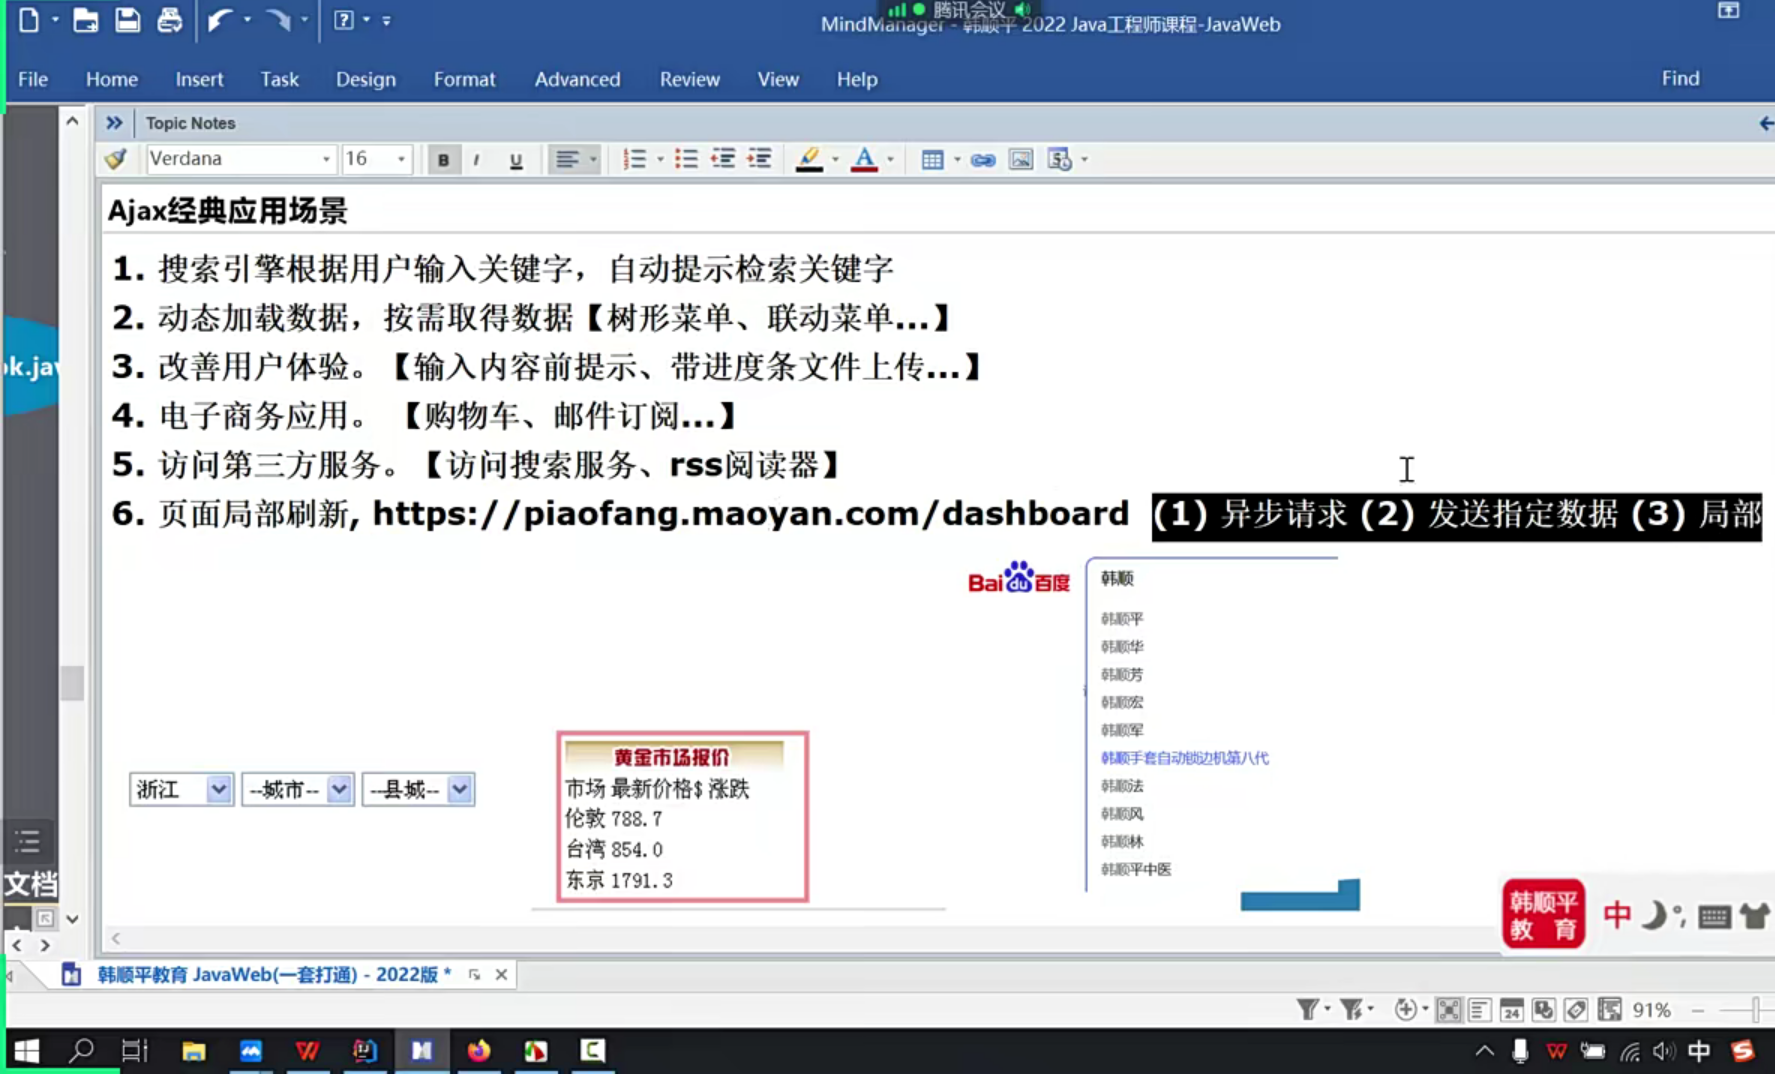 腾讯会议
MindManager - 韩顺平 2022 Java工程师课程-JavaWeb
File Home Insert Task Design Format Advanced Review View Help Find
Topic Notes
Verdana 16 B I U
Ajax经典应用场景
1. 搜索引擎根据用户输入关键字，自动提示检索关键字
2. 动态加载数据，按需取得数据【树形菜单、联动菜单...】
3. 改善用户体验。【输入内容前提示、带进度条文件上传...】
4. 电子商务应用。 【购物车、邮件订阅...】
5. 访问第三方服务。【访问搜索服务、rss阅读器】
6. 页面局部刷新, https://piaofang.maoyan.com/dashboard (1) 异步请求 (2) 发送指定数据 (3) 局部
ok.jav
Bai du 百度
韩顺
韩顺平
韩顺华
韩顺芳
韩顺宏
韩顺军
韩顺手套自动锁边机第八代
韩顺法
韩顺风
韩顺林
韩顺平中医
浙江 --城市-- --县城--
黄金市场报价
市场 最新价格$ 涨跌
伦敦 788.7
台湾 854.0
东京 1791.3
文档
韩顺平
教 育
中
韩顺平教育 JavaWeb(一套打通) - 2022版 *
24
91%
中